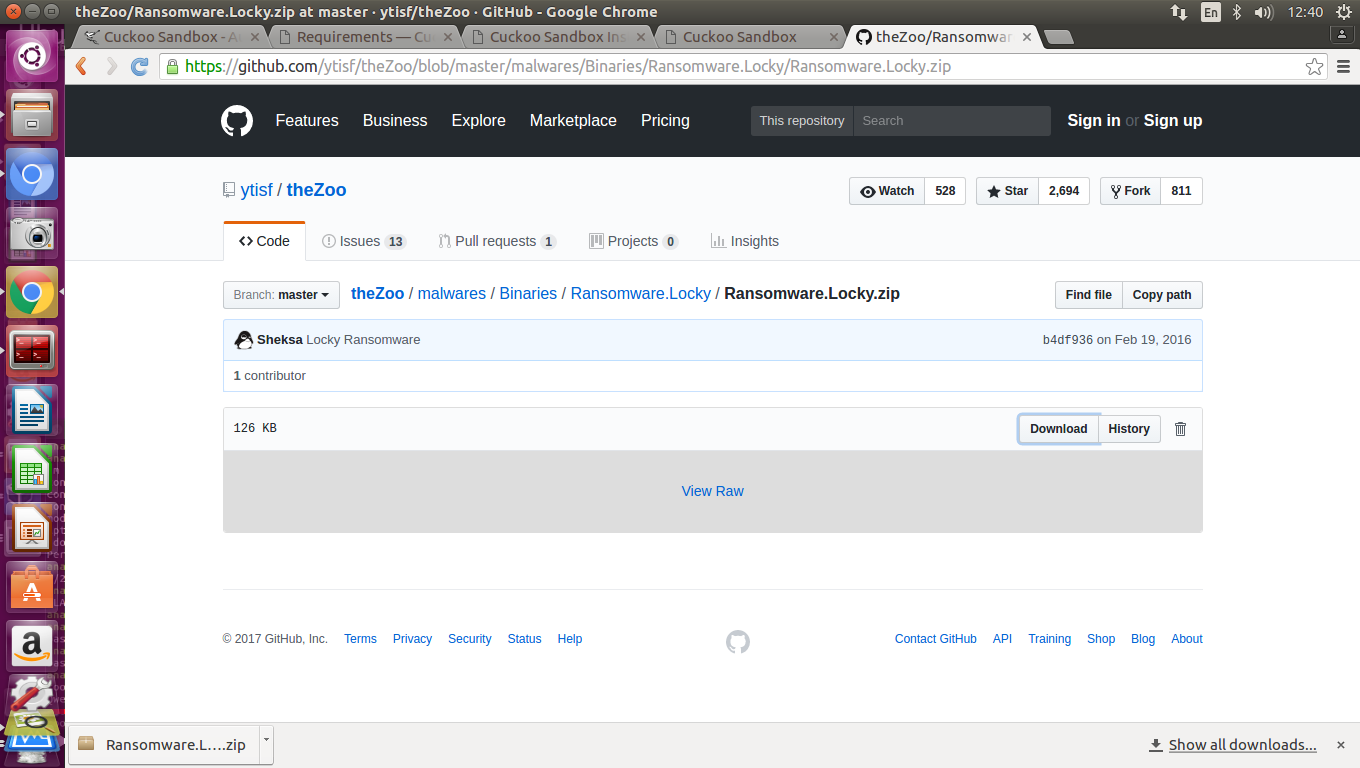 theZoo/Ransomware.Locky.zip at master · ytisf/theZoo · GitHub - Google Chrome
En
12:40
Cuckoo Sandbox - A
Requirements — Cu
Cuckoo Sandbox Ins
Cuckoo Sandbox
theZoo/Ransomwar
https://github.com/ytisf/theZoo/blob/master/malwares/Binaries/Ransomware.Locky/Ransomware.Locky.zip
Features Business Explore Marketplace Pricing
This repository Search
Sign in or Sign up
ytisf / theZoo
Watch 528
Star 2,694
Fork 811
Code
Issues 13
Pull requests 1
Projects 0
Insights
Branch: master
theZoo / malwares / Binaries / Ransomware.Locky / Ransomware.Locky.zip
Find file Copy path
Sheksa Locky Ransomware
b4df936 on Feb 19, 2016
1 contributor
126 KB
Download History
View Raw
© 2017 GitHub, Inc. Terms Privacy Security Status Help
Contact GitHub API Training Shop Blog About
Ransomware.L....zip
Show all downloads...